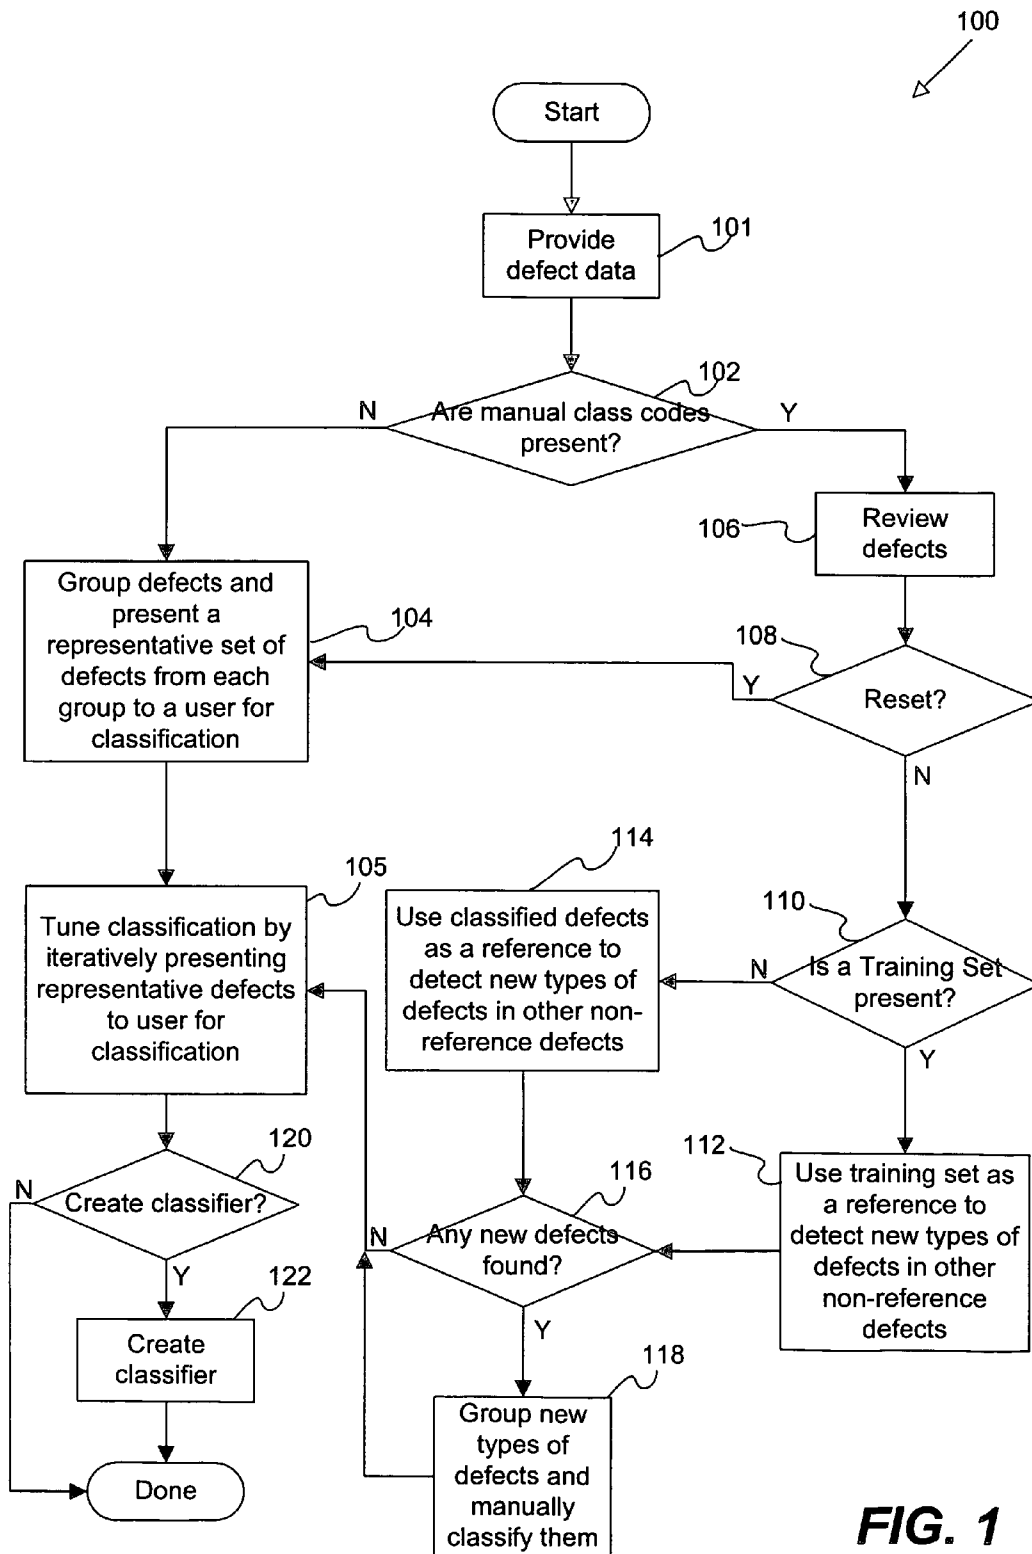 100
Start
Provide
defect data
101
102
Are manual class codes
present?
N
Y
Review
defects
106
Group defects and
present a
representative set of
defects from each
group to a user for
classification
104
108
Reset?
Y
N
105
Tune classification by
iteratively presenting
representative defects
to user for
classification
114
Use classified defects
as a reference to
detect new types of
defects in other non-
reference defects
110
Is a Training Set
present?
N
Y
112
Use training set as
a reference to
detect new types of
defects in other
non-reference
defects
116
Any new defects
found?
N
Y
120
Create classifier?
N
Y
122
Create
classifier
118
Group new
types of
defects and
manually
classify them
Done
FIG. 1